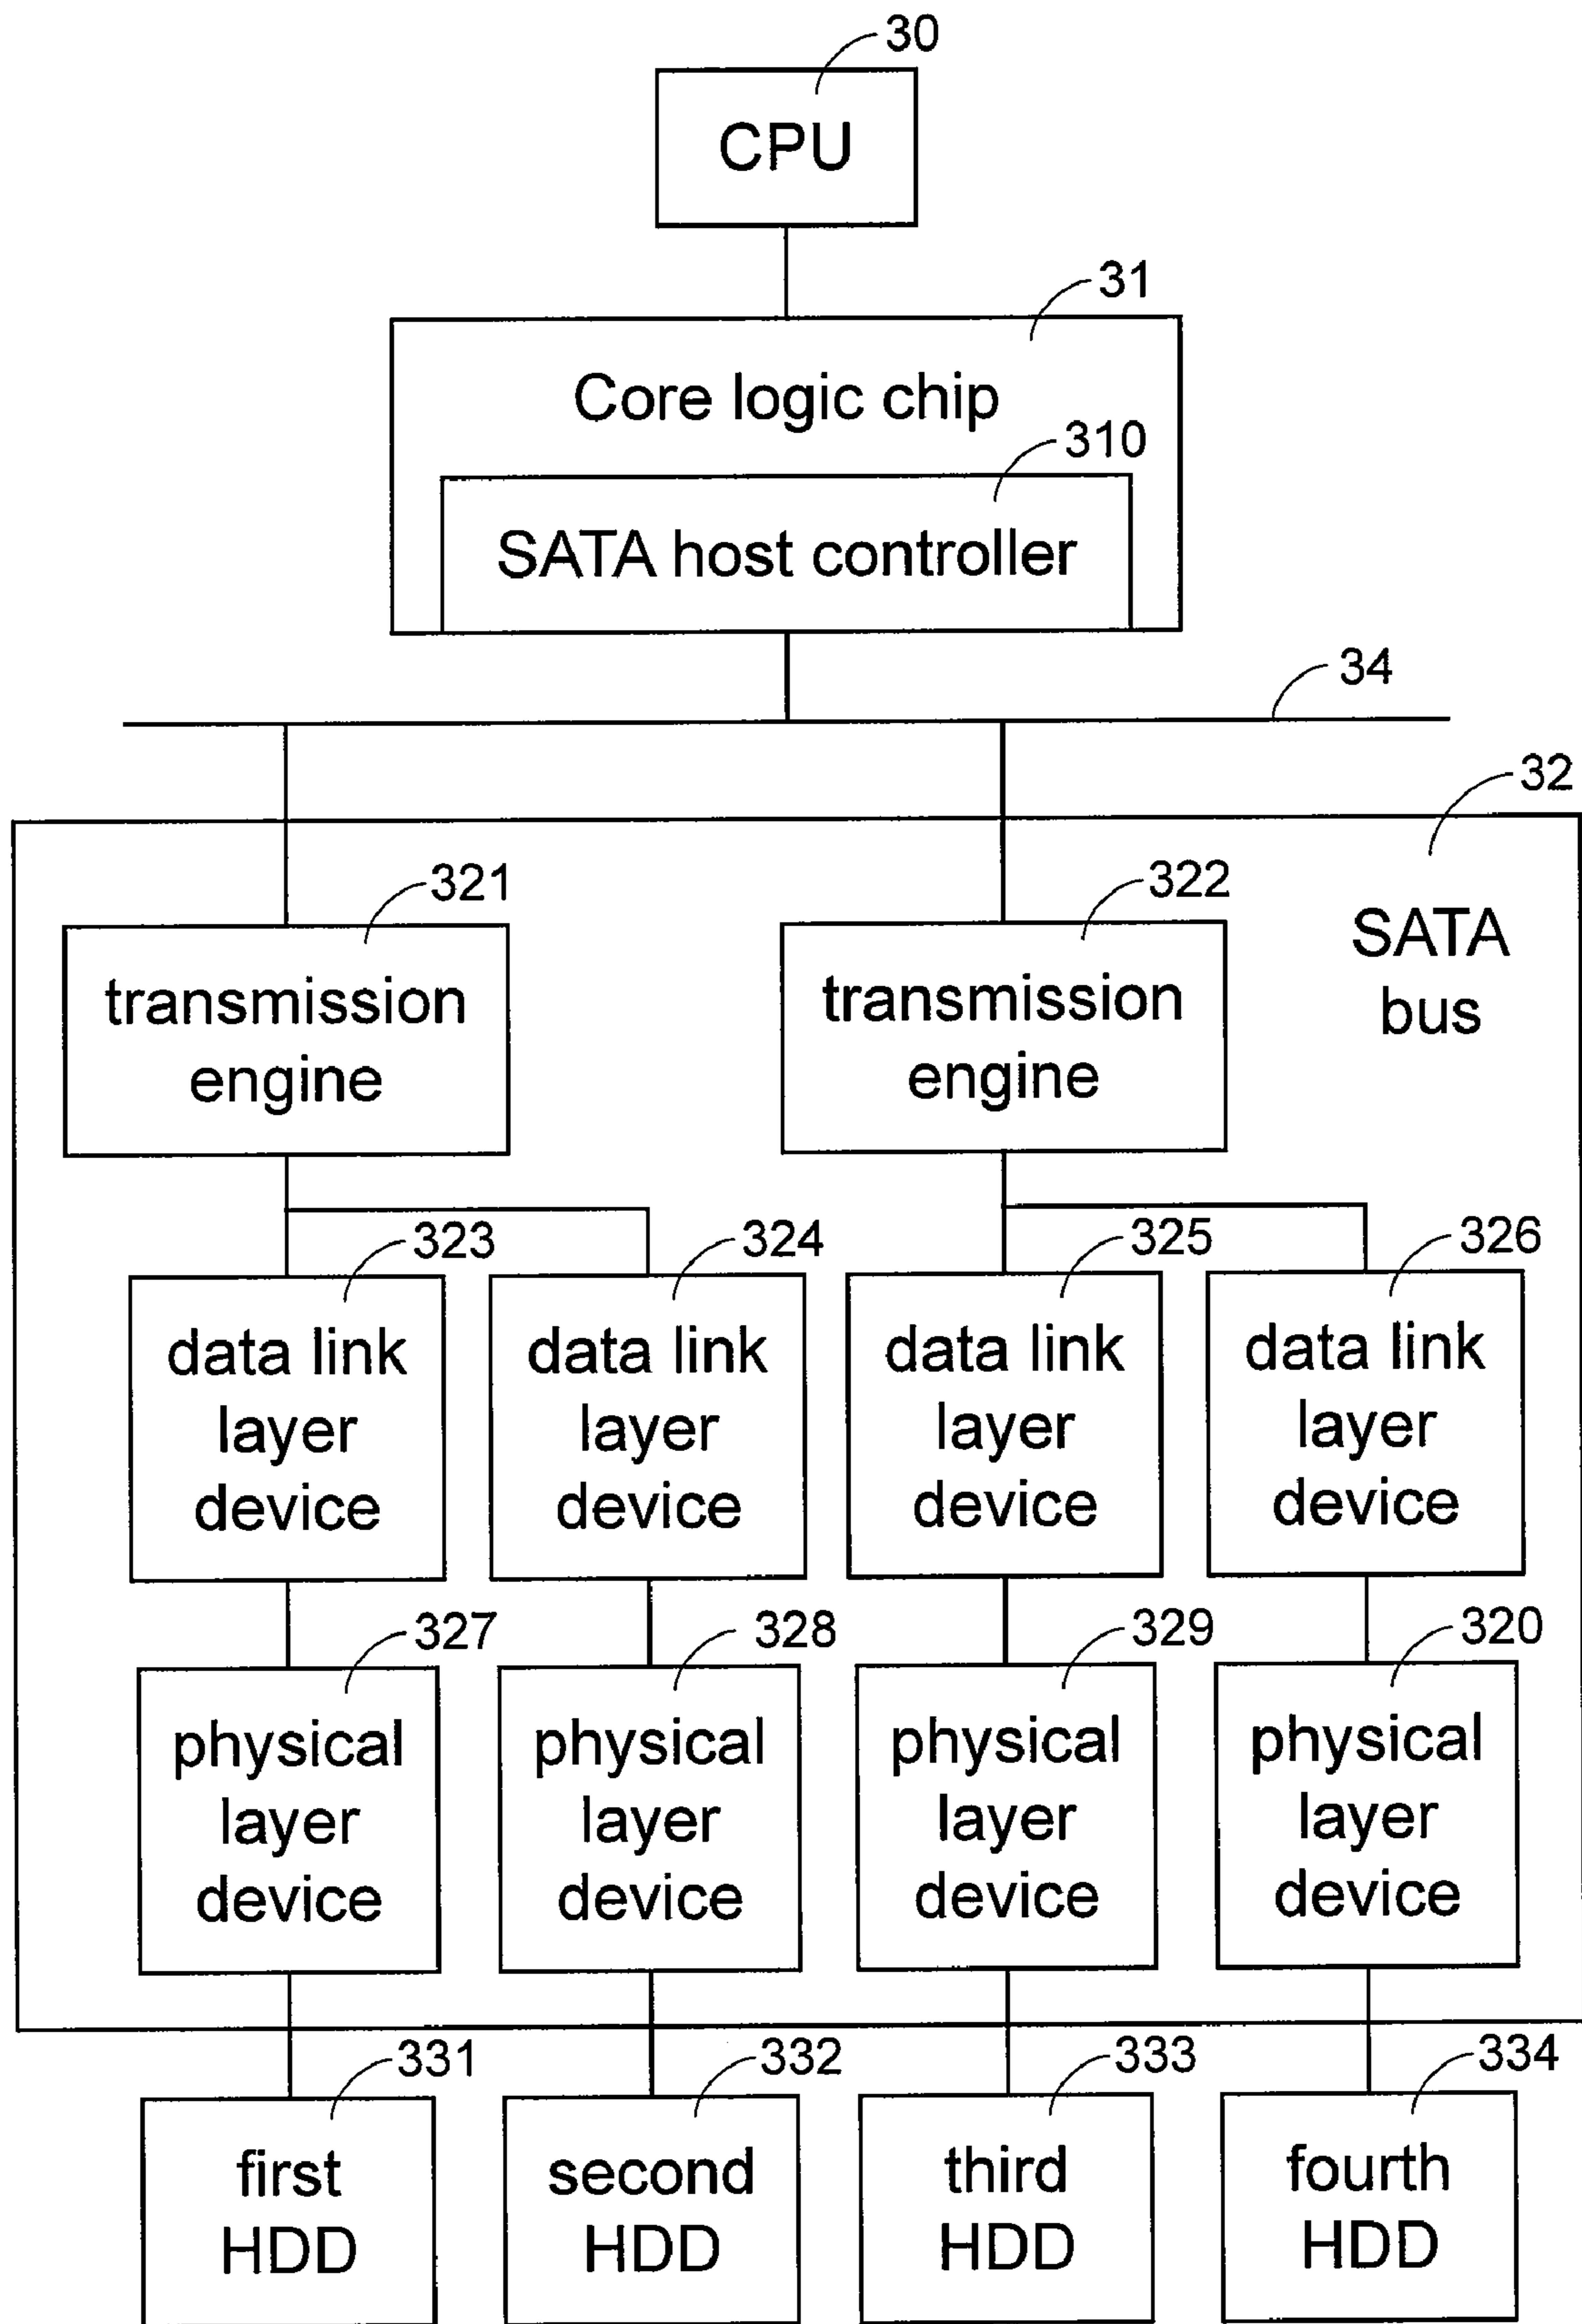 30
CPU
31
Core logic chip
310
SATA host controller
34
32
321
322
SATA
bus
transmission
engine
transmission
engine
323
324
325
326
data link
layer
device
data link
layer
device
data link
layer
device
data link
layer
device
327
328
329
320
physical
layer
device
physical
layer
device
physical
layer
device
physical
layer
device
331
332
333
334
first
HDD
second
HDD
third
HDD
fourth
HDD